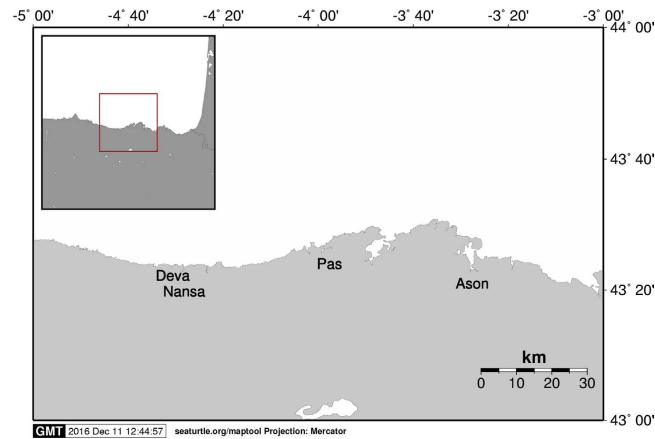 -5° 00' -4° 40' -4° 20' -4° 00' -3° 40' -3° 20' -3° 00'
44° 00'
43° 40'
Pas
Deva
Ason
Nansa
43° 20'
km
0 10 20 30
43° 00'
GMT 2016 Dec 11 12:44:57 seaturtle.org/maptool Projection: Mercator